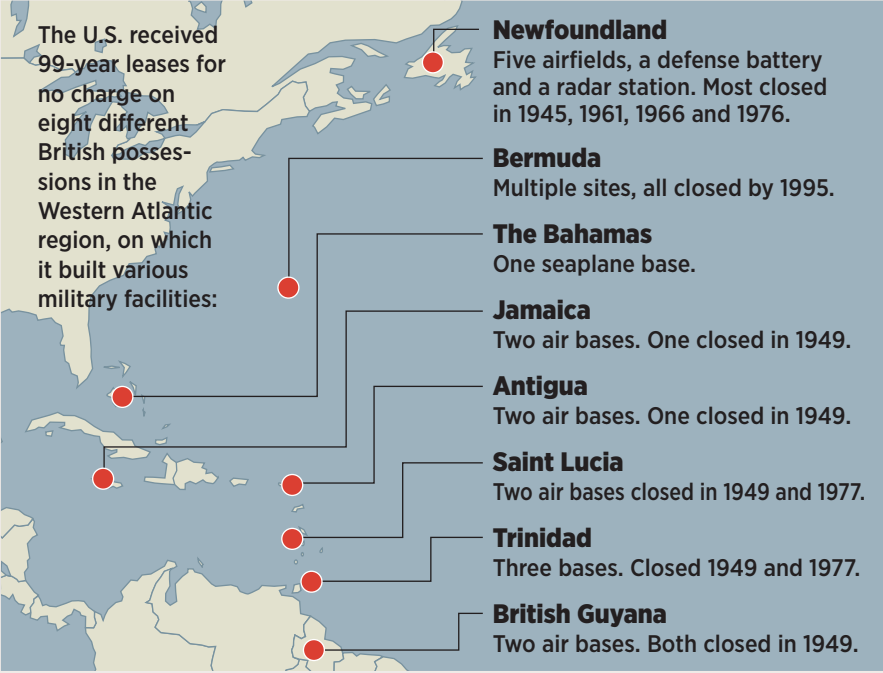 The U.S. received
99-year leases for
no charge on
eight different
British posses-
sions in the
Western Atlantic
region, on which
it built various
military facilities:
Newfoundland
Five airfields, a defense battery
and a radar station. Most closed
in 1945, 1961, 1966 and 1976.
Bermuda
Multiple sites, all closed by 1995.
The Bahamas
One seaplane base.
Jamaica
Two air bases. One closed in 1949.
Antigua
Two air bases. One closed in 1949.
Saint Lucia
Two air bases closed in 1949 and 1977.
Trinidad
Three bases. Closed 1949 and 1977.
British Guyana
Two air bases. Both closed in 1949.